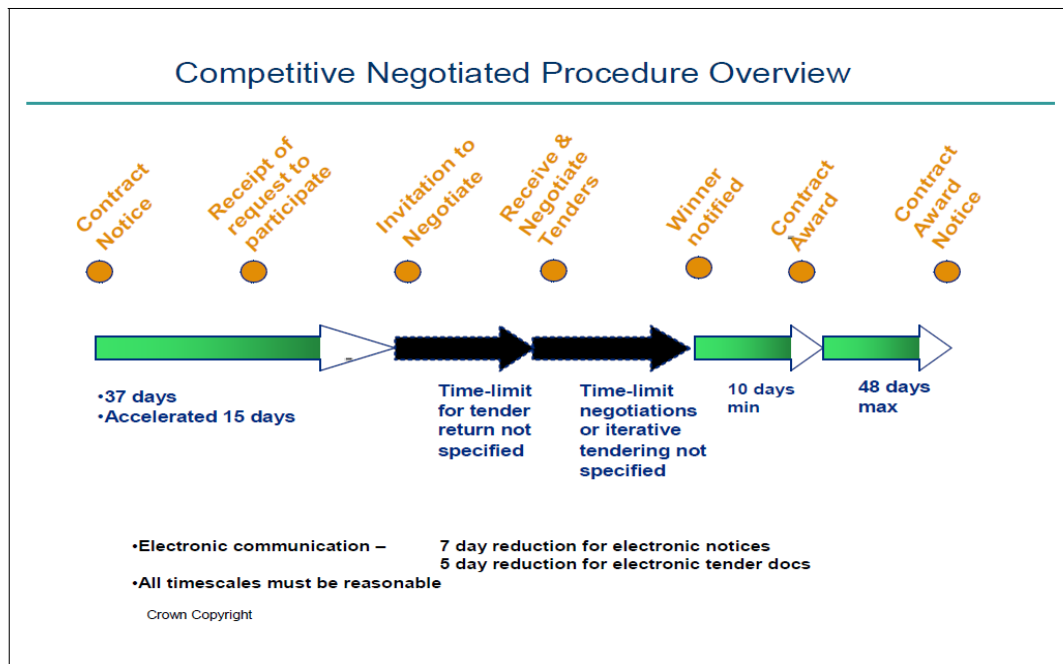 Competitive Negotiated Procedure Overview
Contract
Notice
Receipt of
request to
participate
Invitation to
Negotiate
Receive &
Negotiate
Tenders
Winner
notified
Contract
Award
Contract
Award
Notice
•37 days
•Accelerated 15 days
Time-limit
for tender
return not
specified
Time-limit
negotiations
or iterative
tendering not
specified
10 days
min
48 days
max
•Electronic communication – 7 day reduction for electronic notices
5 day reduction for electronic tender docs
•All timescales must be reasonable
Crown Copyright